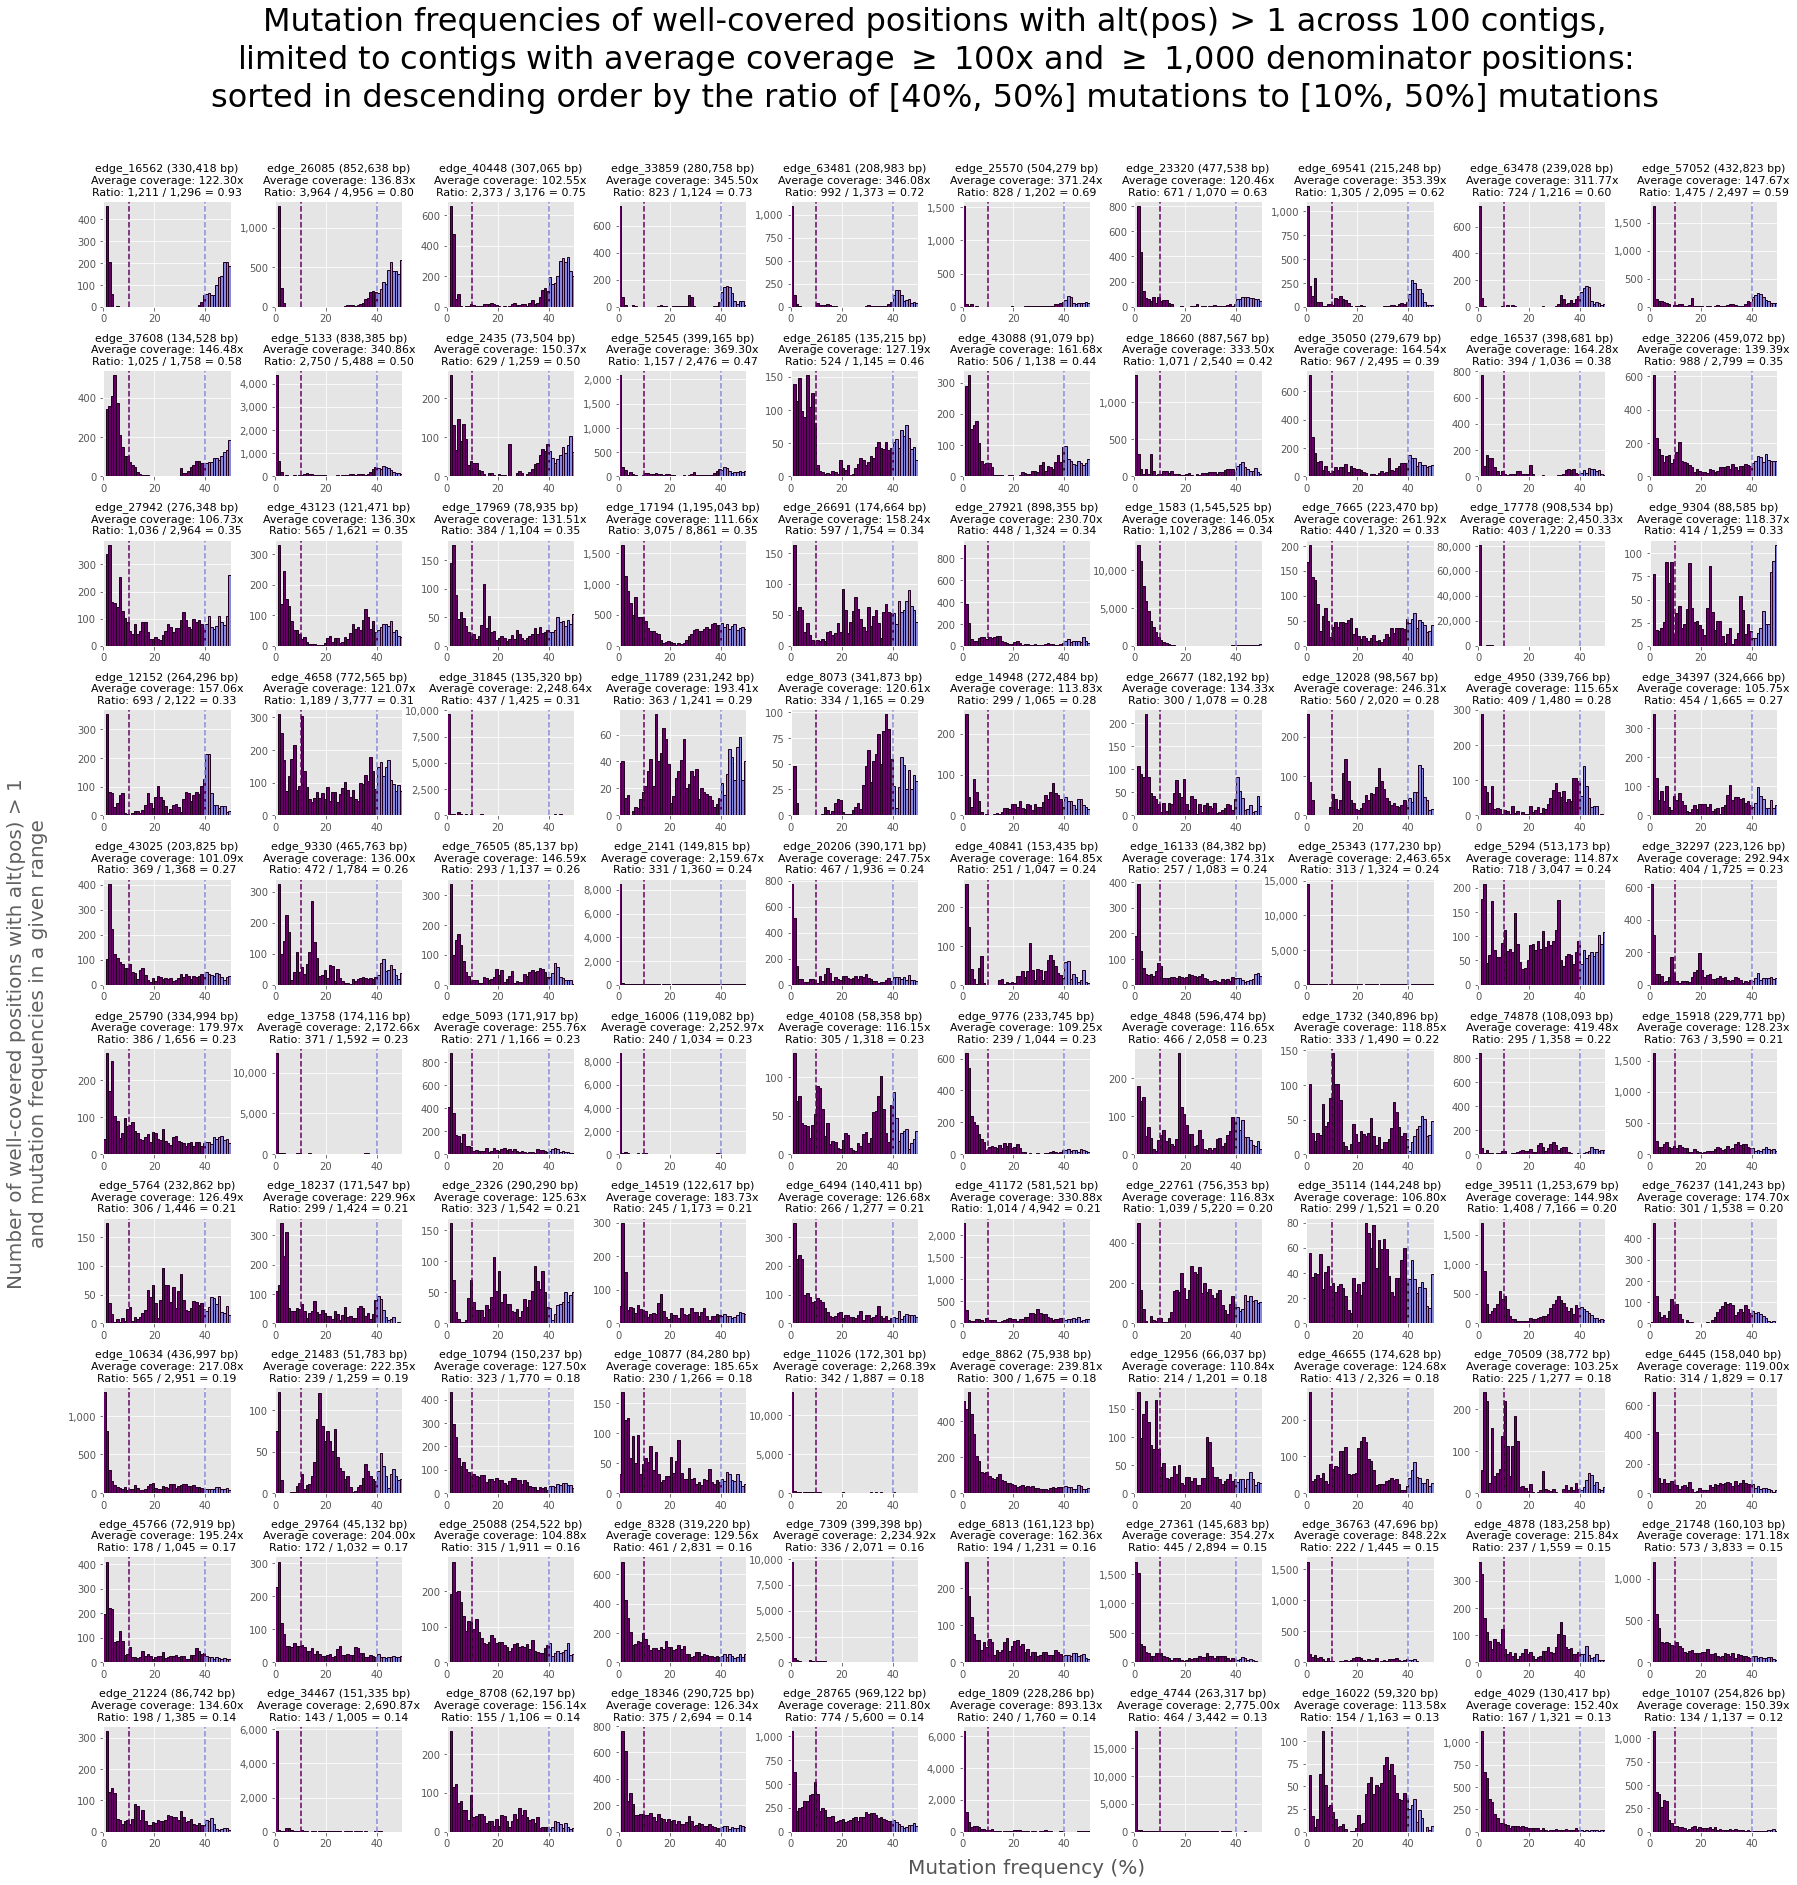 Mutation frequencies of well-covered positions with alt(pos) > 1 across 100 contigs,
limited to contigs with average coverage ≥ 100x and ≥ 1,000 denominator positions:
sorted in descending order by the ratio of [40%, 50%] mutations to [10%, 50%] mutations
edge_16562 (330,418 bp)
Average coverage: 122.30x
Ratio: 1,211 / 1,296 = 0.93
edge_26085 (852,638 bp)
Average coverage: 136.83x
Ratio: 3,964 / 4,956 = 0.80
edge_40448 (307,065 bp)
Average coverage: 102.55x
Ratio: 2,373 / 3,176 = 0.75
edge_33859 (280,758 bp)
Average coverage: 345.50x
Ratio: 823 / 1,124 = 0.73
edge_63481 (208,983 bp)
Average coverage: 346.08x
Ratio: 992 / 1,373 = 0.72
edge_25570 (504,279 bp)
Average coverage: 371.24x
Ratio: 828 / 1,202 = 0.69
edge_23320 (477,538 bp)
Average coverage: 120.46x
Ratio: 671 / 1,070 = 0.63
edge_69541 (215,248 bp)
Average coverage: 353.39x
Ratio: 1,305 / 2,095 = 0.62
edge_63478 (239,028 bp)
Average coverage: 311.77x
Ratio: 724 / 1,216 = 0.60
edge_57052 (432,823 bp)
Average coverage: 147.67x
Ratio: 1,475 / 2,497 = 0.59
edge_37608 (134,528 bp)
Average coverage: 146.48x
Ratio: 1,025 / 1,758 = 0.58
edge_5133 (838,385 bp)
Average coverage: 340.86x
Ratio: 2,750 / 5,488 = 0.50
edge_2435 (73,504 bp)
Average coverage: 150.37x
Ratio: 629 / 1,259 = 0.50
edge_52545 (399,165 bp)
Average coverage: 369.30x
Ratio: 1,157 / 2,476 = 0.47
edge_26185 (135,215 bp)
Average coverage: 127.19x
Ratio: 524 / 1,145 = 0.46
edge_43088 (91,079 bp)
Average coverage: 161.68x
Ratio: 506 / 1,138 = 0.44
edge_18660 (887,567 bp)
Average coverage: 333.50x
Ratio: 1,071 / 2,540 = 0.42
edge_35050 (279,679 bp)
Average coverage: 164.54x
Ratio: 967 / 2,495 = 0.39
edge_16537 (398,681 bp)
Average coverage: 164.28x
Ratio: 394 / 1,036 = 0.38
edge_32206 (459,072 bp)
Average coverage: 139.39x
Ratio: 988 / 2,799 = 0.35
edge_27942 (276,348 bp)
Average coverage: 106.73x
Ratio: 1,036 / 2,964 = 0.35
edge_43123 (121,471 bp)
Average coverage: 136.30x
Ratio: 565 / 1,621 = 0.35
edge_17969 (78,935 bp)
Average coverage: 131.51x
Ratio: 384 / 1,104 = 0.35
edge_17194 (1,195,043 bp)
Average coverage: 111.66x
Ratio: 3,075 / 8,861 = 0.35
edge_26691 (174,664 bp)
Average coverage: 158.24x
Ratio: 597 / 1,754 = 0.34
edge_27921 (898,355 bp)
Average coverage: 230.70x
Ratio: 448 / 1,324 = 0.34
edge_1583 (1,545,525 bp)
Average coverage: 146.05x
Ratio: 1,102 / 3,286 = 0.34
edge_7665 (223,470 bp)
Average coverage: 261.92x
Ratio: 440 / 1,320 = 0.33
edge_17778 (908,534 bp)
Average coverage: 2,450.33x
Ratio: 403 / 1,220 = 0.33
edge_9304 (88,585 bp)
Average coverage: 118.37x
Ratio: 414 / 1,259 = 0.33
edge_12152 (264,296 bp)
Average coverage: 157.06x
Ratio: 693 / 2,122 = 0.33
edge_4658 (772,565 bp)
Average coverage: 121.07x
Ratio: 1,189 / 3,777 = 0.31
edge_31845 (135,320 bp)
Average coverage: 2,248.64x
Ratio: 437 / 1,425 = 0.31
edge_11789 (231,242 bp)
Average coverage: 193.41x
Ratio: 363 / 1,241 = 0.29
edge_8073 (341,873 bp)
Average coverage: 120.61x
Ratio: 334 / 1,165 = 0.29
edge_14948 (272,484 bp)
Average coverage: 113.83x
Ratio: 299 / 1,065 = 0.28
edge_26677 (182,192 bp)
Average coverage: 134.33x
Ratio: 300 / 1,078 = 0.28
edge_12028 (98,567 bp)
Average coverage: 246.31x
Ratio: 560 / 2,020 = 0.28
edge_4950 (339,766 bp)
Average coverage: 115.65x
Ratio: 409 / 1,480 = 0.28
edge_34397 (324,666 bp)
Average coverage: 105.75x
Ratio: 454 / 1,665 = 0.27
edge_43025 (203,825 bp)
Average coverage: 101.09x
Ratio: 369 / 1,368 = 0.27
edge_9330 (465,763 bp)
Average coverage: 136.00x
Ratio: 472 / 1,784 = 0.26
edge_76505 (85,137 bp)
Average coverage: 146.59x
Ratio: 293 / 1,137 = 0.26
edge_2141 (149,815 bp)
Average coverage: 2,159.67x
Ratio: 331 / 1,360 = 0.24
edge_20206 (390,171 bp)
Average coverage: 247.75x
Ratio: 467 / 1,936 = 0.24
edge_40841 (153,435 bp)
Average coverage: 164.85x
Ratio: 251 / 1,047 = 0.24
edge_16133 (84,382 bp)
Average coverage: 174.31x
Ratio: 257 / 1,083 = 0.24
edge_25343 (177,230 bp)
Average coverage: 2,463.65x
Ratio: 313 / 1,324 = 0.24
edge_5294 (513,173 bp)
Average coverage: 114.87x
Ratio: 718 / 3,047 = 0.24
edge_32297 (223,126 bp)
Average coverage: 292.94x
Ratio: 404 / 1,725 = 0.23
edge_25790 (334,994 bp)
Average coverage: 179.97x
Ratio: 386 / 1,656 = 0.23
edge_13758 (174,116 bp)
Average coverage: 2,172.66x
Ratio: 371 / 1,592 = 0.23
edge_5093 (171,917 bp)
Average coverage: 255.76x
Ratio: 271 / 1,166 = 0.23
edge_16006 (119,082 bp)
Average coverage: 2,252.97x
Ratio: 240 / 1,034 = 0.23
edge_40108 (58,358 bp)
Average coverage: 116.15x
Ratio: 305 / 1,318 = 0.23
edge_9776 (233,745 bp)
Average coverage: 109.25x
Ratio: 239 / 1,044 = 0.23
edge_4848 (596,474 bp)
Average coverage: 116.65x
Ratio: 466 / 2,058 = 0.23
edge_1732 (340,896 bp)
Average coverage: 118.85x
Ratio: 333 / 1,490 = 0.22
edge_74878 (108,093 bp)
Average coverage: 419.48x
Ratio: 295 / 1,358 = 0.22
edge_15918 (229,771 bp)
Average coverage: 128.23x
Ratio: 763 / 3,590 = 0.21
edge_5764 (232,862 bp)
Average coverage: 126.49x
Ratio: 306 / 1,446 = 0.21
edge_18237 (171,547 bp)
Average coverage: 229.96x
Ratio: 299 / 1,424 = 0.21
edge_2326 (290,290 bp)
Average coverage: 125.63x
Ratio: 323 / 1,542 = 0.21
edge_14519 (122,617 bp)
Average coverage: 183.73x
Ratio: 245 / 1,173 = 0.21
edge_6494 (140,411 bp)
Average coverage: 126.68x
Ratio: 266 / 1,277 = 0.21
edge_41172 (581,521 bp)
Average coverage: 330.88x
Ratio: 1,014 / 4,942 = 0.21
edge_22761 (756,353 bp)
Average coverage: 116.83x
Ratio: 1,039 / 5,220 = 0.20
edge_35114 (144,248 bp)
Average coverage: 106.80x
Ratio: 299 / 1,521 = 0.20
edge_39511 (1,253,679 bp)
Average coverage: 144.98x
Ratio: 1,408 / 7,166 = 0.20
edge_76237 (141,243 bp)
Average coverage: 174.70x
Ratio: 301 / 1,538 = 0.20
edge_10634 (436,997 bp)
Average coverage: 217.08x
Ratio: 565 / 2,951 = 0.19
edge_21483 (51,783 bp)
Average coverage: 222.35x
Ratio: 239 / 1,259 = 0.19
edge_10794 (150,237 bp)
Average coverage: 127.50x
Ratio: 323 / 1,770 = 0.18
edge_10877 (84,280 bp)
Average coverage: 185.65x
Ratio: 230 / 1,266 = 0.18
edge_11026 (172,301 bp)
Average coverage: 2,268.39x
Ratio: 342 / 1,887 = 0.18
edge_8862 (75,938 bp)
Average coverage: 239.81x
Ratio: 300 / 1,675 = 0.18
edge_12956 (66,037 bp)
Average coverage: 110.84x
Ratio: 214 / 1,201 = 0.18
edge_46655 (174,628 bp)
Average coverage: 124.68x
Ratio: 413 / 2,326 = 0.18
edge_70509 (38,772 bp)
Average coverage: 103.25x
Ratio: 225 / 1,277 = 0.18
edge_6445 (158,040 bp)
Average coverage: 119.00x
Ratio: 314 / 1,829 = 0.17
edge_45766 (72,919 bp)
Average coverage: 195.24x
Ratio: 178 / 1,045 = 0.17
edge_29764 (45,132 bp)
Average coverage: 204.00x
Ratio: 172 / 1,032 = 0.17
edge_25088 (254,522 bp)
Average coverage: 104.88x
Ratio: 315 / 1,911 = 0.16
edge_8328 (319,220 bp)
Average coverage: 129.56x
Ratio: 461 / 2,831 = 0.16
edge_7309 (399,398 bp)
Average coverage: 2,234.92x
Ratio: 336 / 2,071 = 0.16
edge_6813 (161,123 bp)
Average coverage: 162.36x
Ratio: 194 / 1,231 = 0.16
edge_27361 (145,683 bp)
Average coverage: 354.27x
Ratio: 445 / 2,894 = 0.15
edge_36763 (47,696 bp)
Average coverage: 848.22x
Ratio: 222 / 1,445 = 0.15
edge_4878 (183,258 bp)
Average coverage: 215.84x
Ratio: 237 / 1,559 = 0.15
edge_21748 (160,103 bp)
Average coverage: 171.18x
Ratio: 573 / 3,833 = 0.15
edge_21224 (86,742 bp)
Average coverage: 134.60x
Ratio: 198 / 1,385 = 0.14
edge_34467 (151,335 bp)
Average coverage: 2,690.87x
Ratio: 143 / 1,005 = 0.14
edge_8708 (62,197 bp)
Average coverage: 156.14x
Ratio: 155 / 1,106 = 0.14
edge_18346 (290,725 bp)
Average coverage: 126.34x
Ratio: 375 / 2,694 = 0.14
edge_28765 (969,122 bp)
Average coverage: 211.80x
Ratio: 774 / 5,600 = 0.14
edge_1809 (228,286 bp)
Average coverage: 893.13x
Ratio: 240 / 1,760 = 0.14
edge_4744 (263,317 bp)
Average coverage: 2,775.00x
Ratio: 464 / 3,442 = 0.13
edge_16022 (59,320 bp)
Average coverage: 113.58x
Ratio: 154 / 1,163 = 0.13
edge_4029 (130,417 bp)
Average coverage: 152.40x
Ratio: 167 / 1,321 = 0.13
edge_10107 (254,826 bp)
Average coverage: 150.39x
Ratio: 134 / 1,137 = 0.12
Number of well-covered positions with alt(pos) > 1
and mutation frequencies in a given range
Mutation frequency (%)